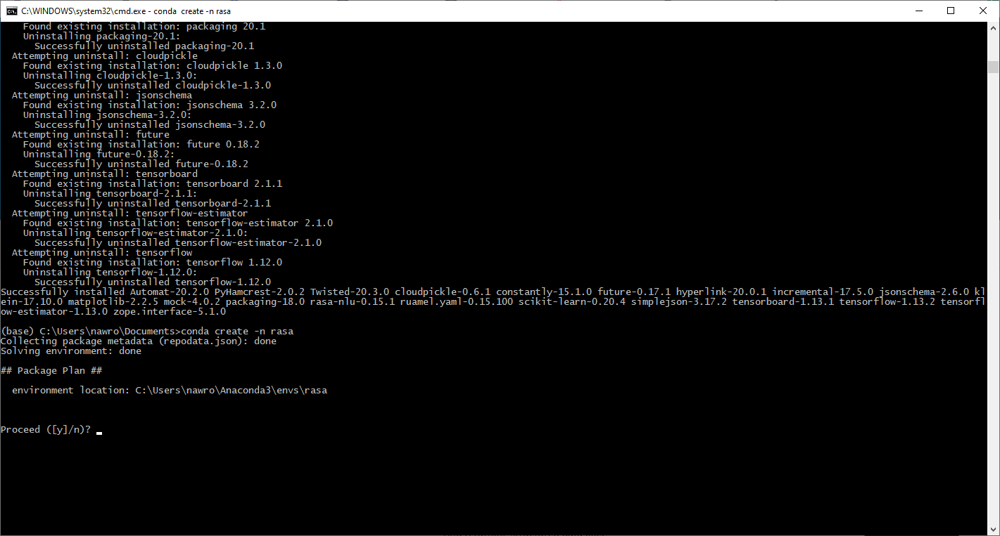 C:\WINDOWS\system32\cmd.exe - conda  create -n rasa
    Found existing installation: packaging 20.1
    Uninstalling packaging-20.1:
      Successfully uninstalled packaging-20.1
  Attempting uninstall: cloudpickle
    Found existing installation: cloudpickle 1.3.0
    Uninstalling cloudpickle-1.3.0:
      Successfully uninstalled cloudpickle-1.3.0
  Attempting uninstall: jsonschema
    Found existing installation: jsonschema 3.2.0
    Uninstalling jsonschema-3.2.0:
      Successfully uninstalled jsonschema-3.2.0
  Attempting uninstall: future
    Found existing installation: future 0.18.2
    Uninstalling future-0.18.2:
      Successfully uninstalled future-0.18.2
  Attempting uninstall: tensorboard
    Found existing installation: tensorboard 2.1.1
    Uninstalling tensorboard-2.1.1:
      Successfully uninstalled tensorboard-2.1.1
  Attempting uninstall: tensorflow-estimator
    Found existing installation: tensorflow-estimator 2.1.0
    Uninstalling tensorflow-estimator-2.1.0:
      Successfully uninstalled tensorflow-estimator-2.1.0
  Attempting uninstall: tensorflow
    Found existing installation: tensorflow 1.12.0
    Uninstalling tensorflow-1.12.0:
      Successfully uninstalled tensorflow-1.12.0
Successfully installed Automat-20.2.0 PyHamcrest-2.0.2 Twisted-20.3.0 cloudpickle-0.6.1 constantly-15.1.0 future-0.17.1 hyperlink-20.0.1 incremental-17.5.0 jsonschema-2.6.0 kl
ein-17.10.0 matplotlib-2.2.5 mock-4.0.2 packaging-18.0 rasa-nlu-0.15.1 ruamel.yaml-0.15.100 scikit-learn-0.20.4 simplejson-3.17.2 tensorboard-1.13.1 tensorflow-1.13.2 tensorfl
ow-estimator-1.13.0 zope.interface-5.1.0
(base) C:\Users\nawro\Documents>conda create -n rasa
Collecting package metadata (repodata.json): done
Solving environment: done
## Package Plan ##
  environment location: C:\Users\nawro\Anaconda3\envs\rasa
Proceed ([y]/n)?